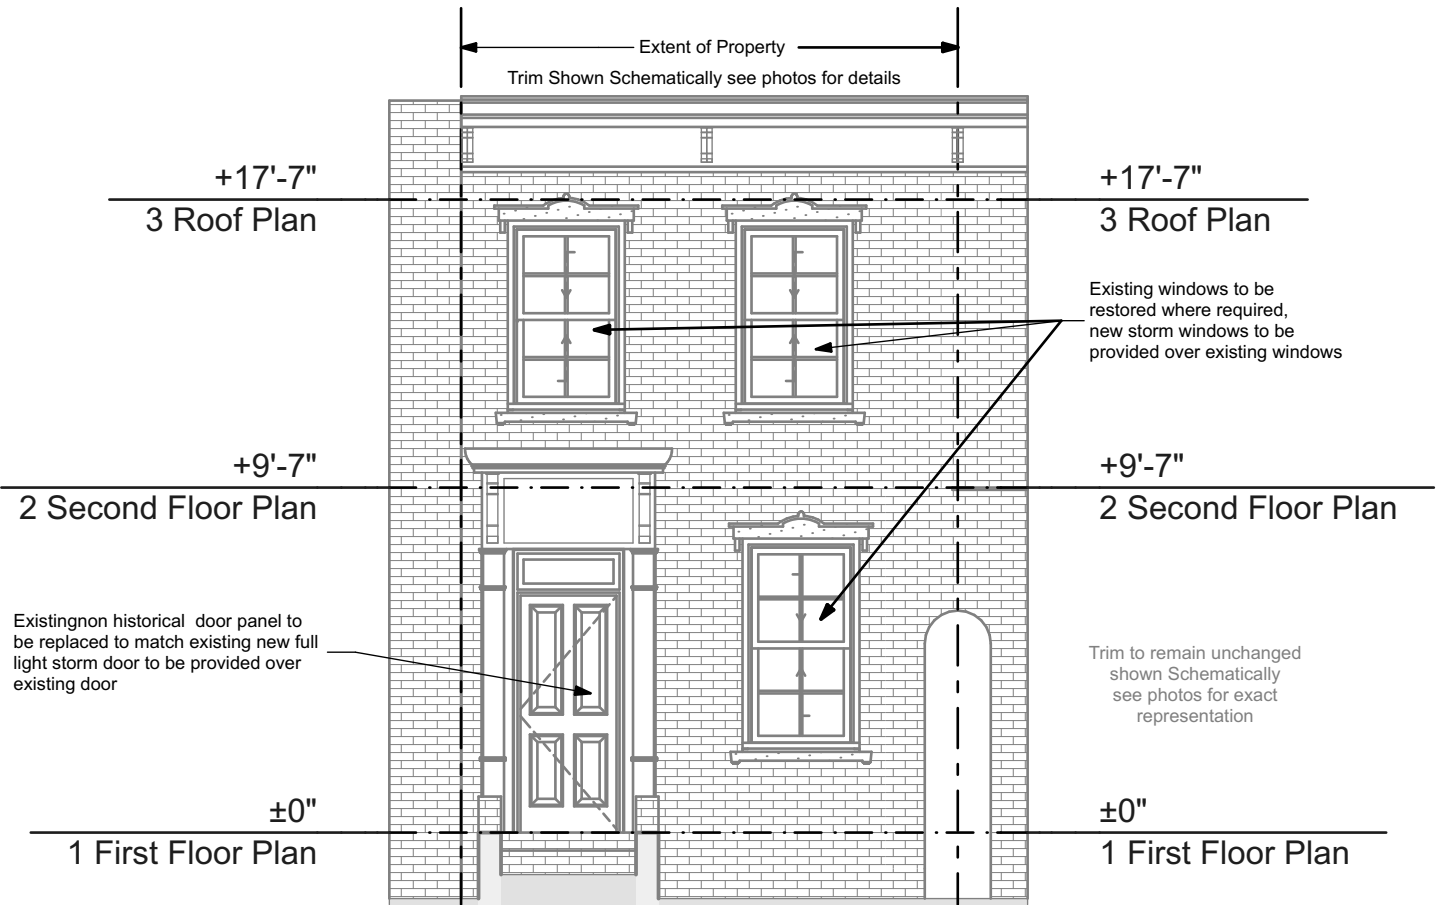 Extent of Property
Trim Shown Schematically see photos for details
+17'-7"
3 Roof Plan
+17'-7"
3 Roof Plan
Existing windows to be
restored where required,
new storm windows to be
provided over existing windows
+9'-7"
2 Second Floor Plan
+9'-7"
2 Second Floor Plan
Existingnon historical door panel to
be replaced to match existing new full
light storm door to be provided over
existing door
Trim to remain unchanged
shown Schematically
see photos for exact
representation
±0"
1 First Floor Plan
±0"
1 First Floor Plan